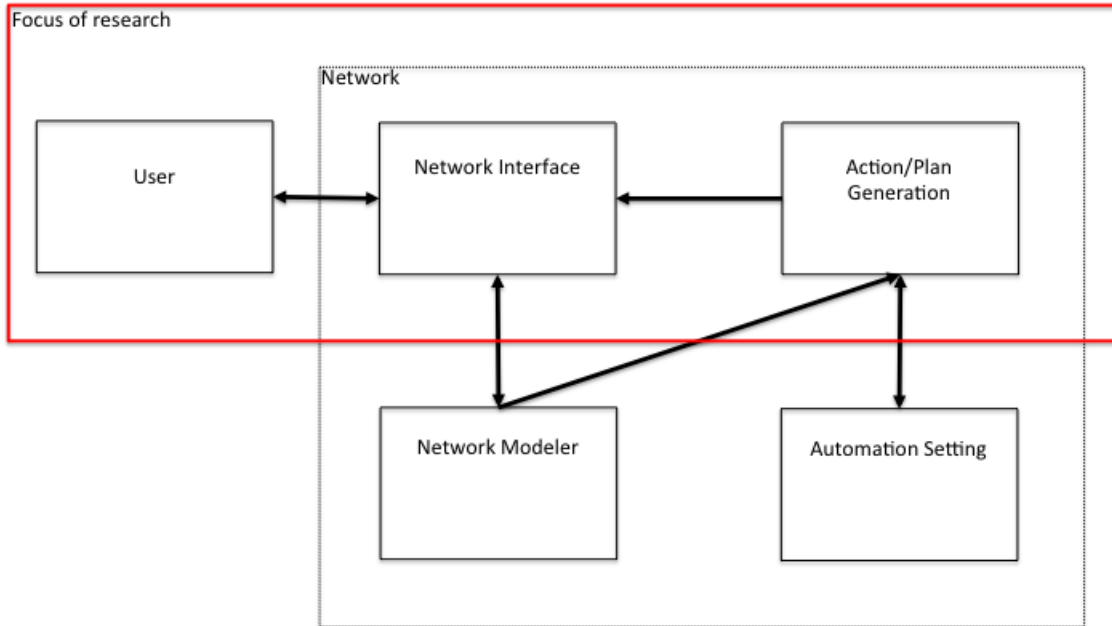 Focus of research
Network
User
Network Interface
Action/Plan
Generation
Network Modeler
Automation Setting